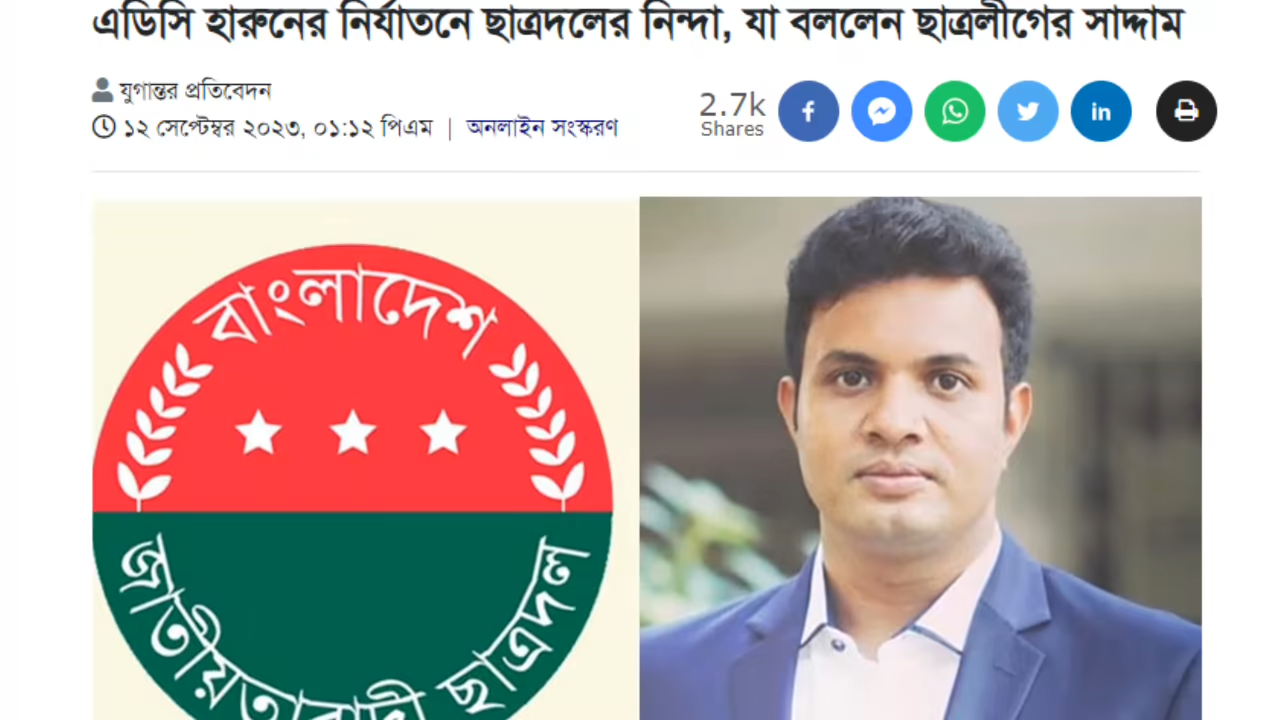 এডিসি হারুনের নির্যাতনে ছাত্রদলের নিন্দা, যা বললেন ছাত্রলীগের সাদ্দাম
যুগান্তর প্রতিবেদন
১২ সেপ্টেম্বর ২০২৩, ০১:১২ পিএম | অনলাইন সংস্করণ
2.7k
Shares
বাংলাদেশ
জাতীয়তাবাদী ছাত্রদল